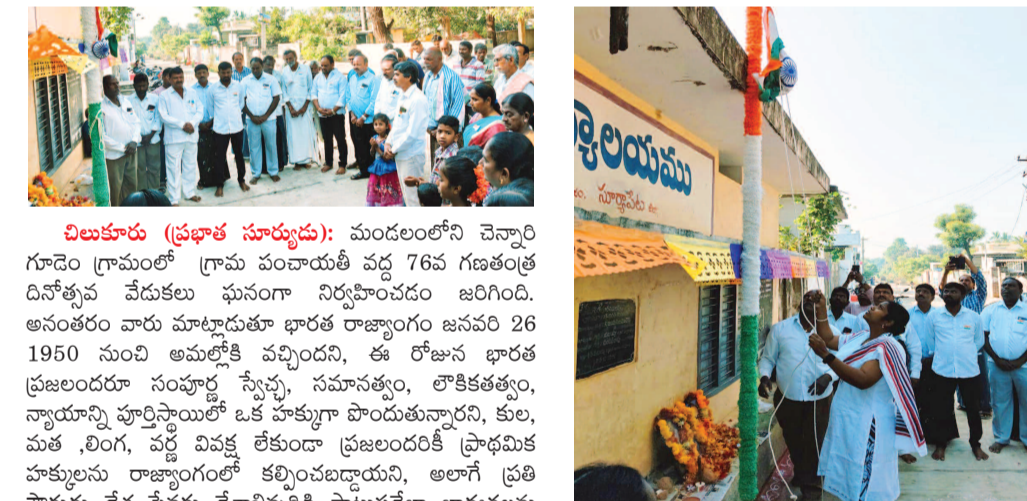 చిలుకూరు (ప్రభాత సూర్యుడు): మండలంలోని చెన్నారి
గూడెం గ్రామంలో గ్రామ పంచాయతీ వద్ద 76వ గణతంత్ర
దినోత్సవ వేడుకలు ఘనంగా నిర్వహించడం జరిగింది.
అనంతరం వారు మాట్లాడుతూ భారత రాజ్యాంగం జనవరి 26
1950 నుంచి అమల్లోకి వచ్చిందని, ఈ రోజున భారత
ప్రజలందరూ సంపూర్ణ స్వేచ్ఛ, సమానత్వం, లౌకికతత్వం,
న్యాయాన్ని పూర్తిస్థాయిలో ఒక హక్కుగా పొందుతున్నారని, కుల,
మత ,లింగ, వర్ణ వివక్ష లేకుండా ప్రజలందరికీ ప్రాథమిక
హక్కులను రాజ్యాంగంలో కల్పించబడ్డాయని, అలాగే ప్రతి
్యాలయము
సూర్యాపేట